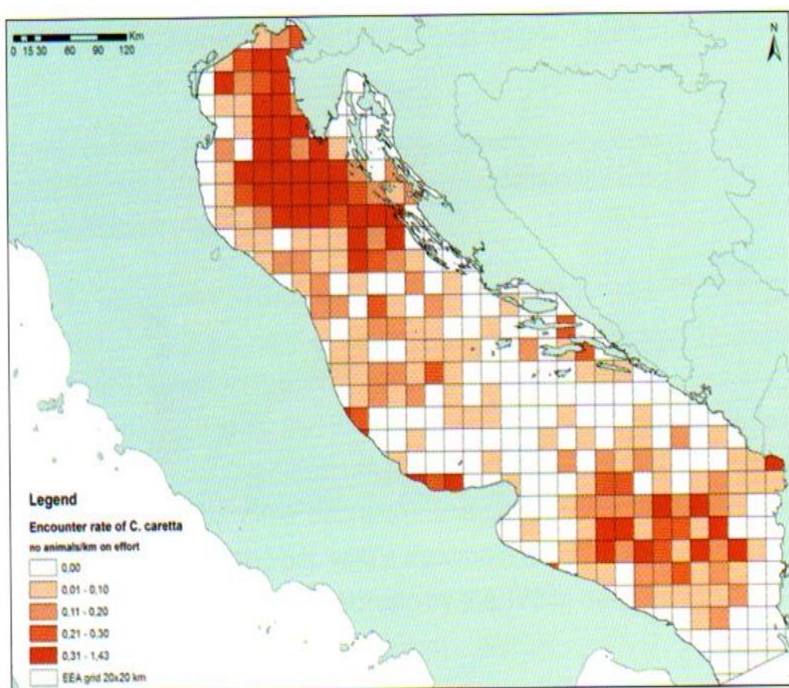 Km
0 15 30 60 90 120
N
Legend
Encounter rate of C. caretta
no animals/km on effort
0,00
0,01 - 0,10
0,11 - 0,20
0,21 - 0,30
0,31 - 1,43
EEA grid 20x20 km